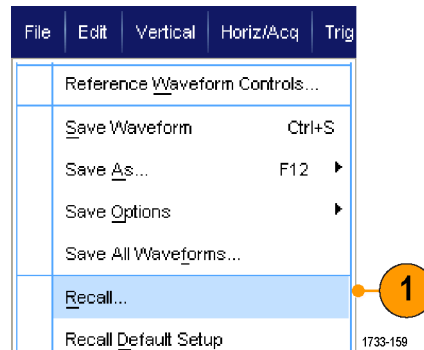 File Edit Vertical Horiz/Acq Trig
Reference Waveform Controls...
Save Waveform Ctrl+S
Save As... F12
Save Options
Save All Waveforms...
Recall... 1
Recall Default Setup
1733-159